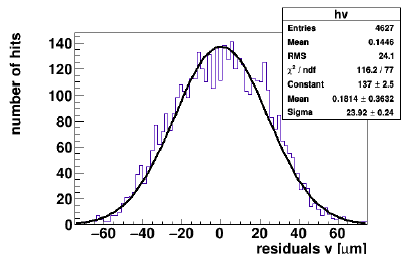 hv
Entries 4627
Mean 0.1446
RMS 24.1
χ² / ndf 116.2 / 77
Constant 137 ± 2.5
Mean 0.1814 ± 0.3632
Sigma 23.92 ± 0.24
number of hits
140
120
100
80
60
40
20
0
−60 −40 −20 0 20 40 60
residuals v [μm]